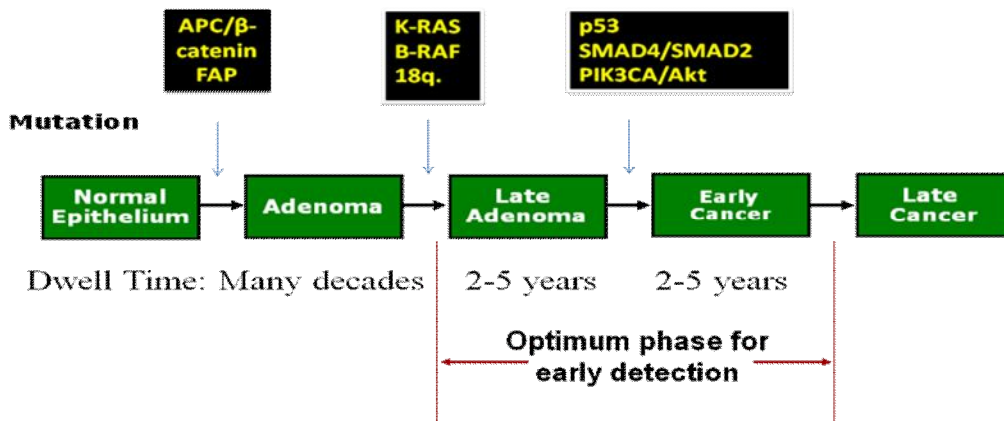 APC/β-
catenin
FAP
K-RAS
B-RAF
18q.
p53
SMAD4/SMAD2
PIK3CA/Akt
Mutation
Normal
Epithelium
Adenoma
Late
Adenoma
Early
Cancer
Late
Cancer
Dwell Time: Many decades
2-5 years
2-5 years
Optimum phase for
early detection